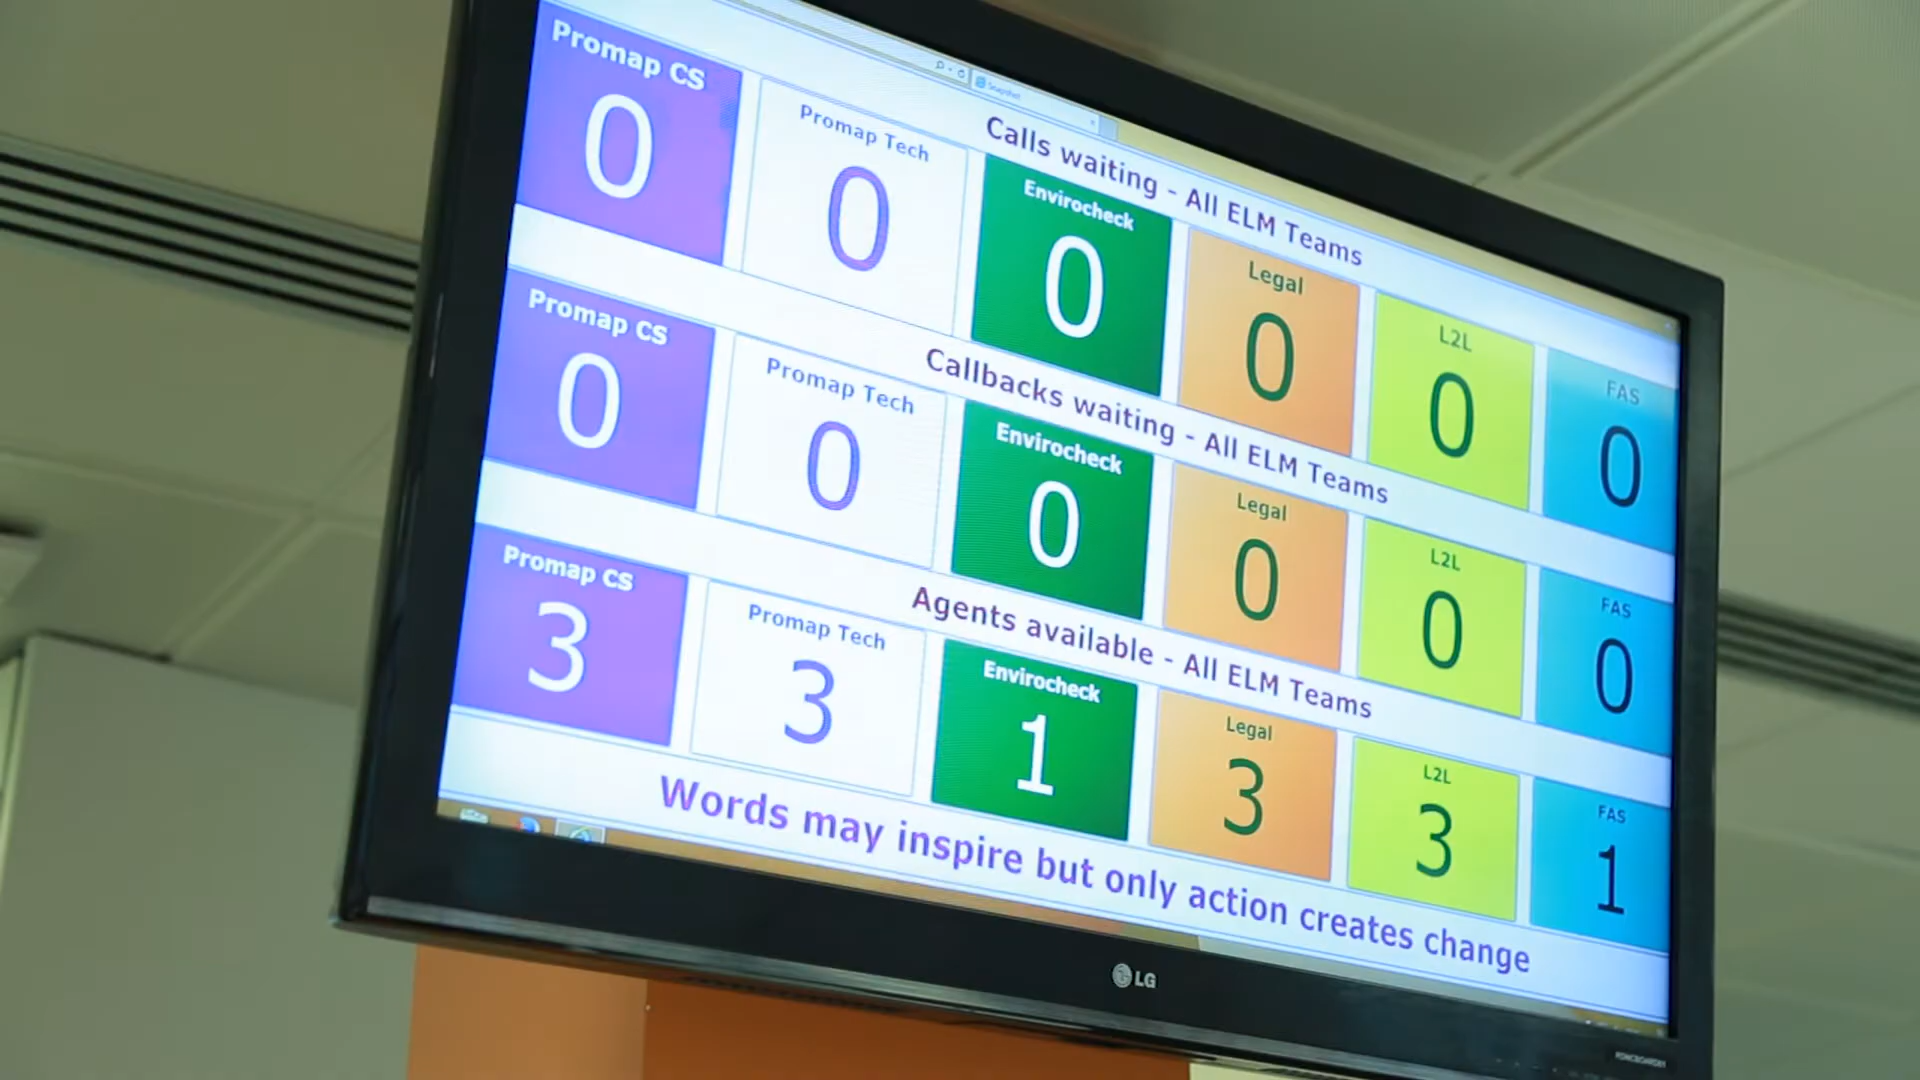 Snapshot
Calls waiting - All ELM Teams
Promap CS
0
Promap Tech
0
Envirocheck
0
Legal
0
L2L
0
FAS
0
Callbacks waiting - All ELM Teams
Promap CS
0
Promap Tech
0
Envirocheck
0
Legal
0
L2L
0
FAS
0
Agents available - All ELM Teams
Promap CS
3
Promap Tech
3
Envirocheck
1
Legal
3
L2L
3
FAS
1
Words may inspire but only action creates change
LG